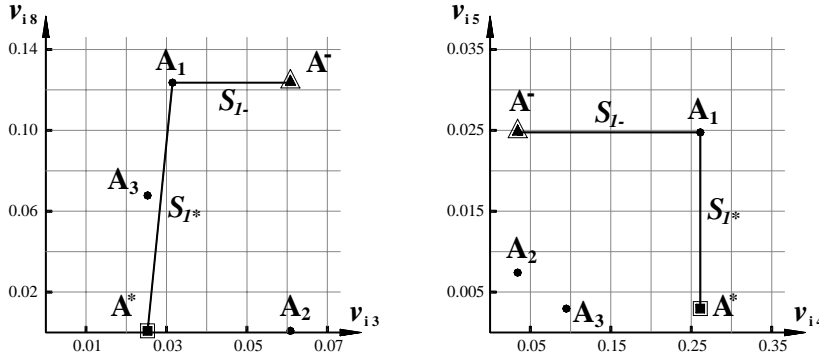 v i 8
0.14
0.10
0.06
0.02
A1
A-
S1-
A3
S1*
A*
A2
0.01
0.03
0.05
0.07
v i 3
v i 5
0.035
0.025
0.015
0.005
A-
A1
S1-
S1*
A2
A3
A*
0.05
0.15
0.25
0.35
v i 4